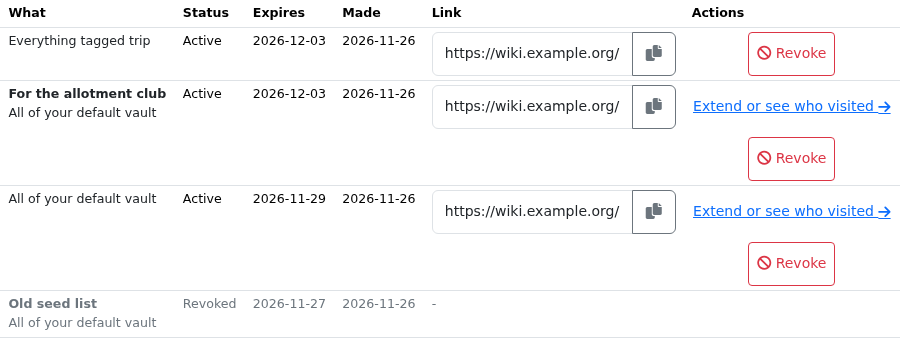 What Status Expires Made Link Actions
Everything tagged trip Active 2026-12-03 2026-11-26 https://wiki.example.org/ Revoke
For the allotment club Active 2026-12-03 2026-11-26 https://wiki.example.org/ Extend or see who visited →
All of your default vault
Revoke
All of your default vault Active 2026-11-29 2026-11-26 https://wiki.example.org/ Extend or see who visited →
Revoke
Old seed list Revoked 2026-11-27 2026-11-26 -
All of your default vault